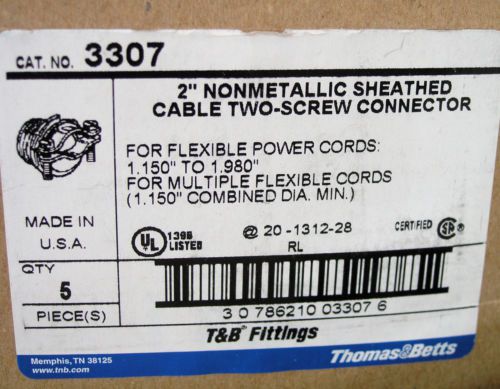 CAT. NO. 3307
2" NONMETALLIC SHEATHED
CABLE TWO-SCREW CONNECTOR
FOR FLEXIBLE POWER CORDS:
1.150" TO 1.980"
FOR MULTIPLE FLEXIBLE CORDS
(1.150" COMBINED DIA. MIN.)
MADE IN
U.S.A.
UL
139B
LISTED
@ 20-1312-28
RL
CERTIFIED SA
QTY
5
PIECE(S)
3 0 786210 03307 6
T&B Fittings
Memphis, TN 38125
www.tnb.com
Thomas&Betts